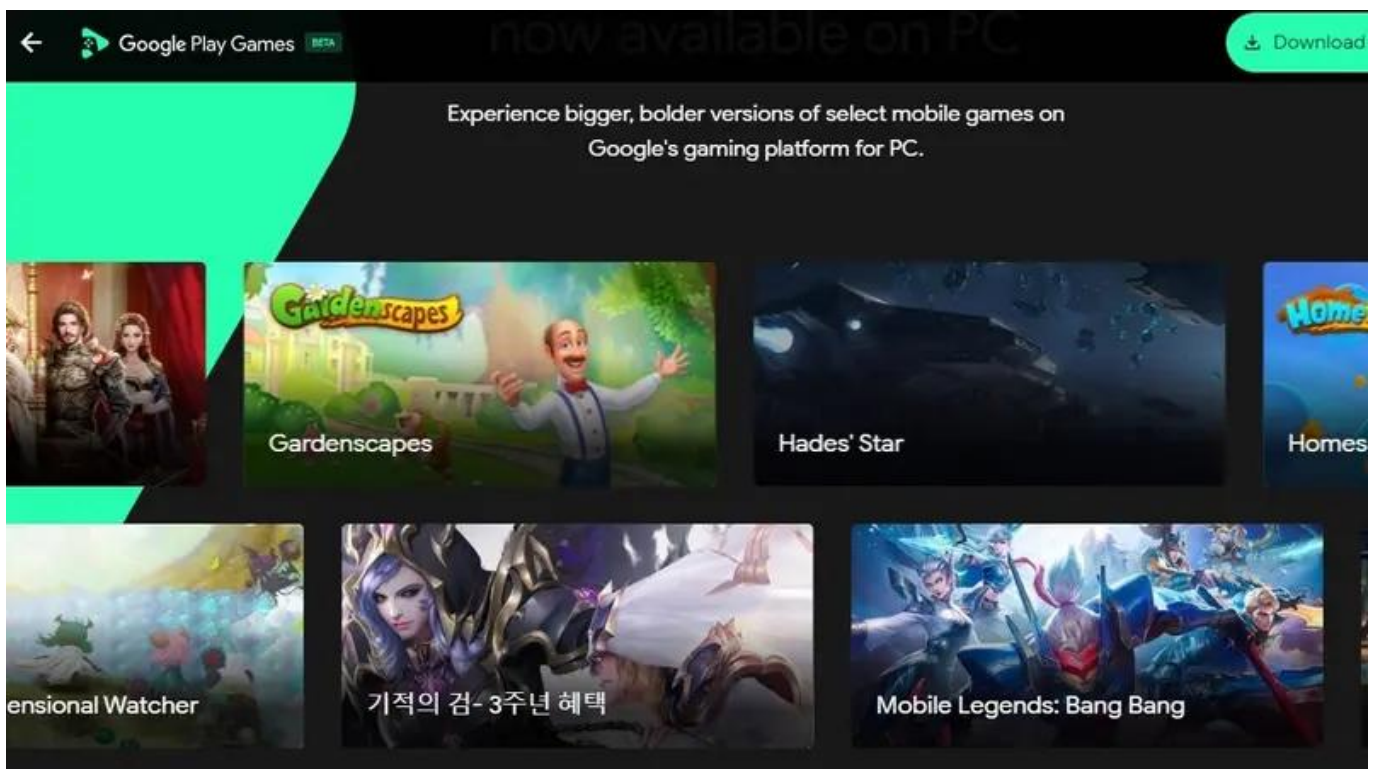 now available on PC
Google Play Games BETA
Download
Experience bigger, bolder versions of select mobile games on
Google's gaming platform for PC.
Gardenscapes
Home
Gardenscapes
Hades' Star
Homes
ensional Watcher
기적의 검- 3주년 혜택
Mobile Legends: Bang Bang